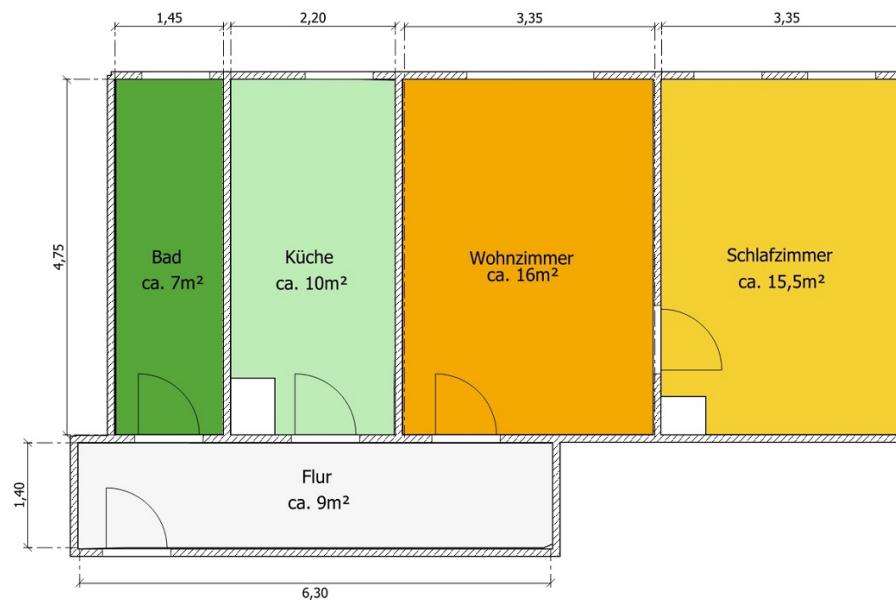 1,45
2,20
3,35
3,35
4,75
Bad
ca. 7m²
Küche
ca. 10m²
Wohnzimmer
ca. 16m²
Schlafzimmer
ca. 15,5m²
1,40
Flur
ca. 9m²
6,30